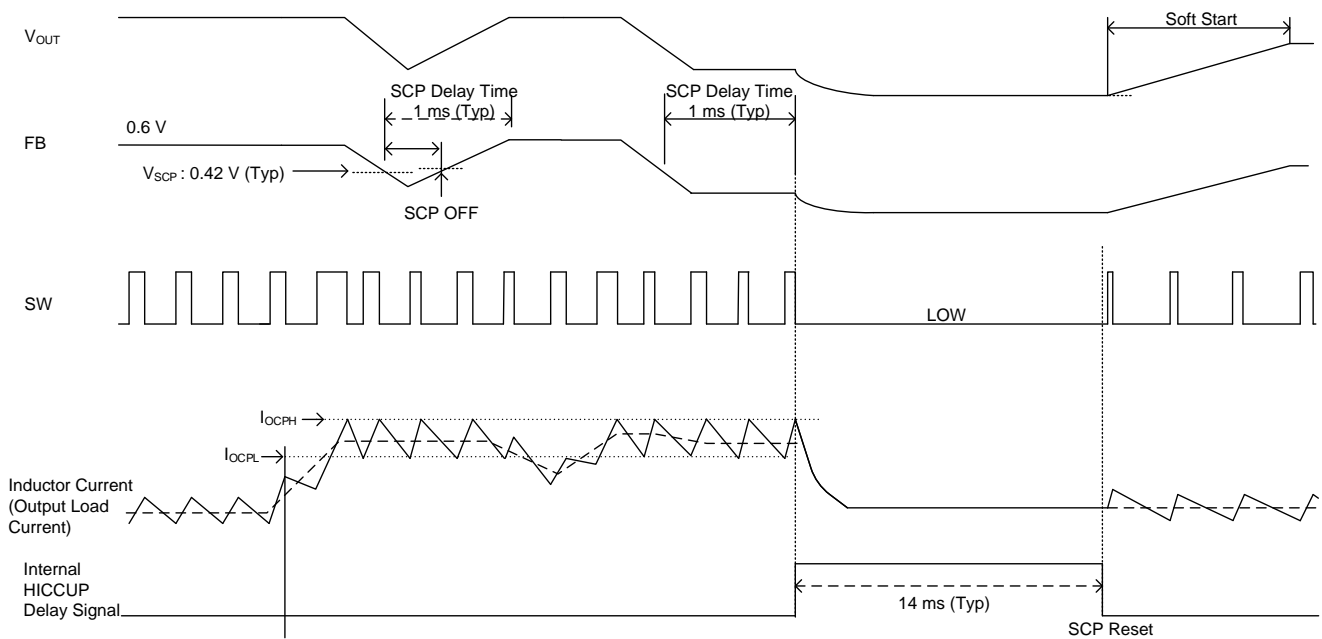 Soft Start
VOUT
SCP Delay Time
1 ms (Typ)
SCP Delay Time
1 ms (Typ)
0.6 V
FB
VSCP : 0.42 V (Typ)
SCP OFF
SW
LOW
IOCPH
IOCPL
Inductor Current
(Output Load
Current)
Internal
HICCUP
Delay Signal
14 ms (Typ)
SCP Reset